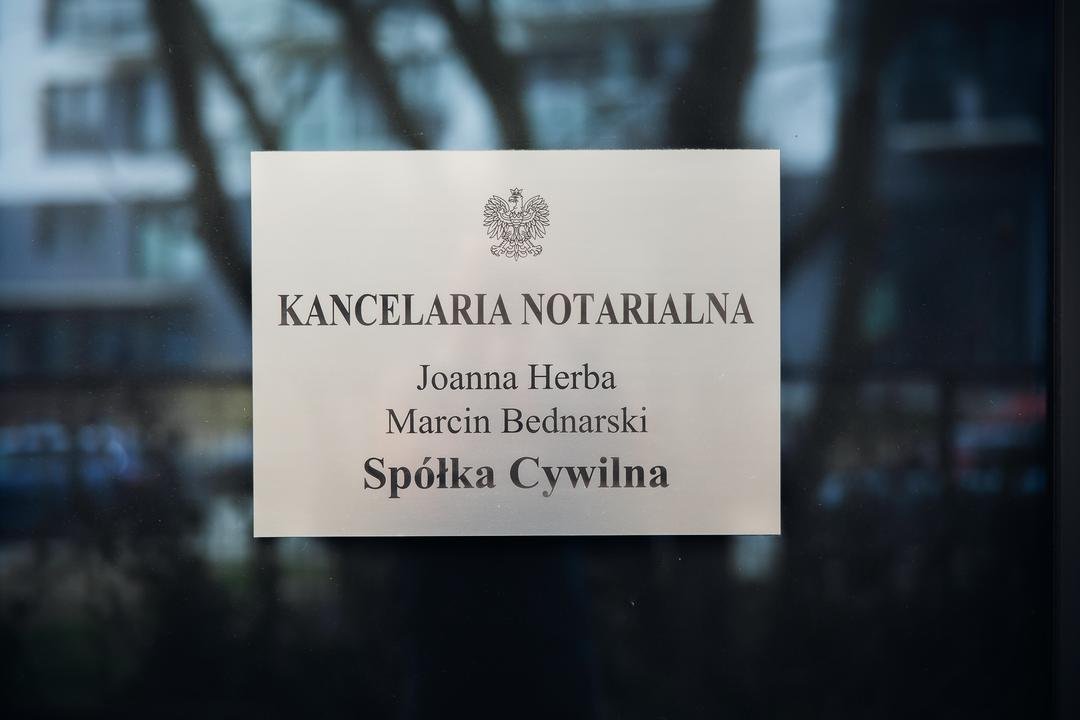 KANCELARIA NOTARIALNA
Joanna Herba
Marcin Bednarski
Spółka Cywilna